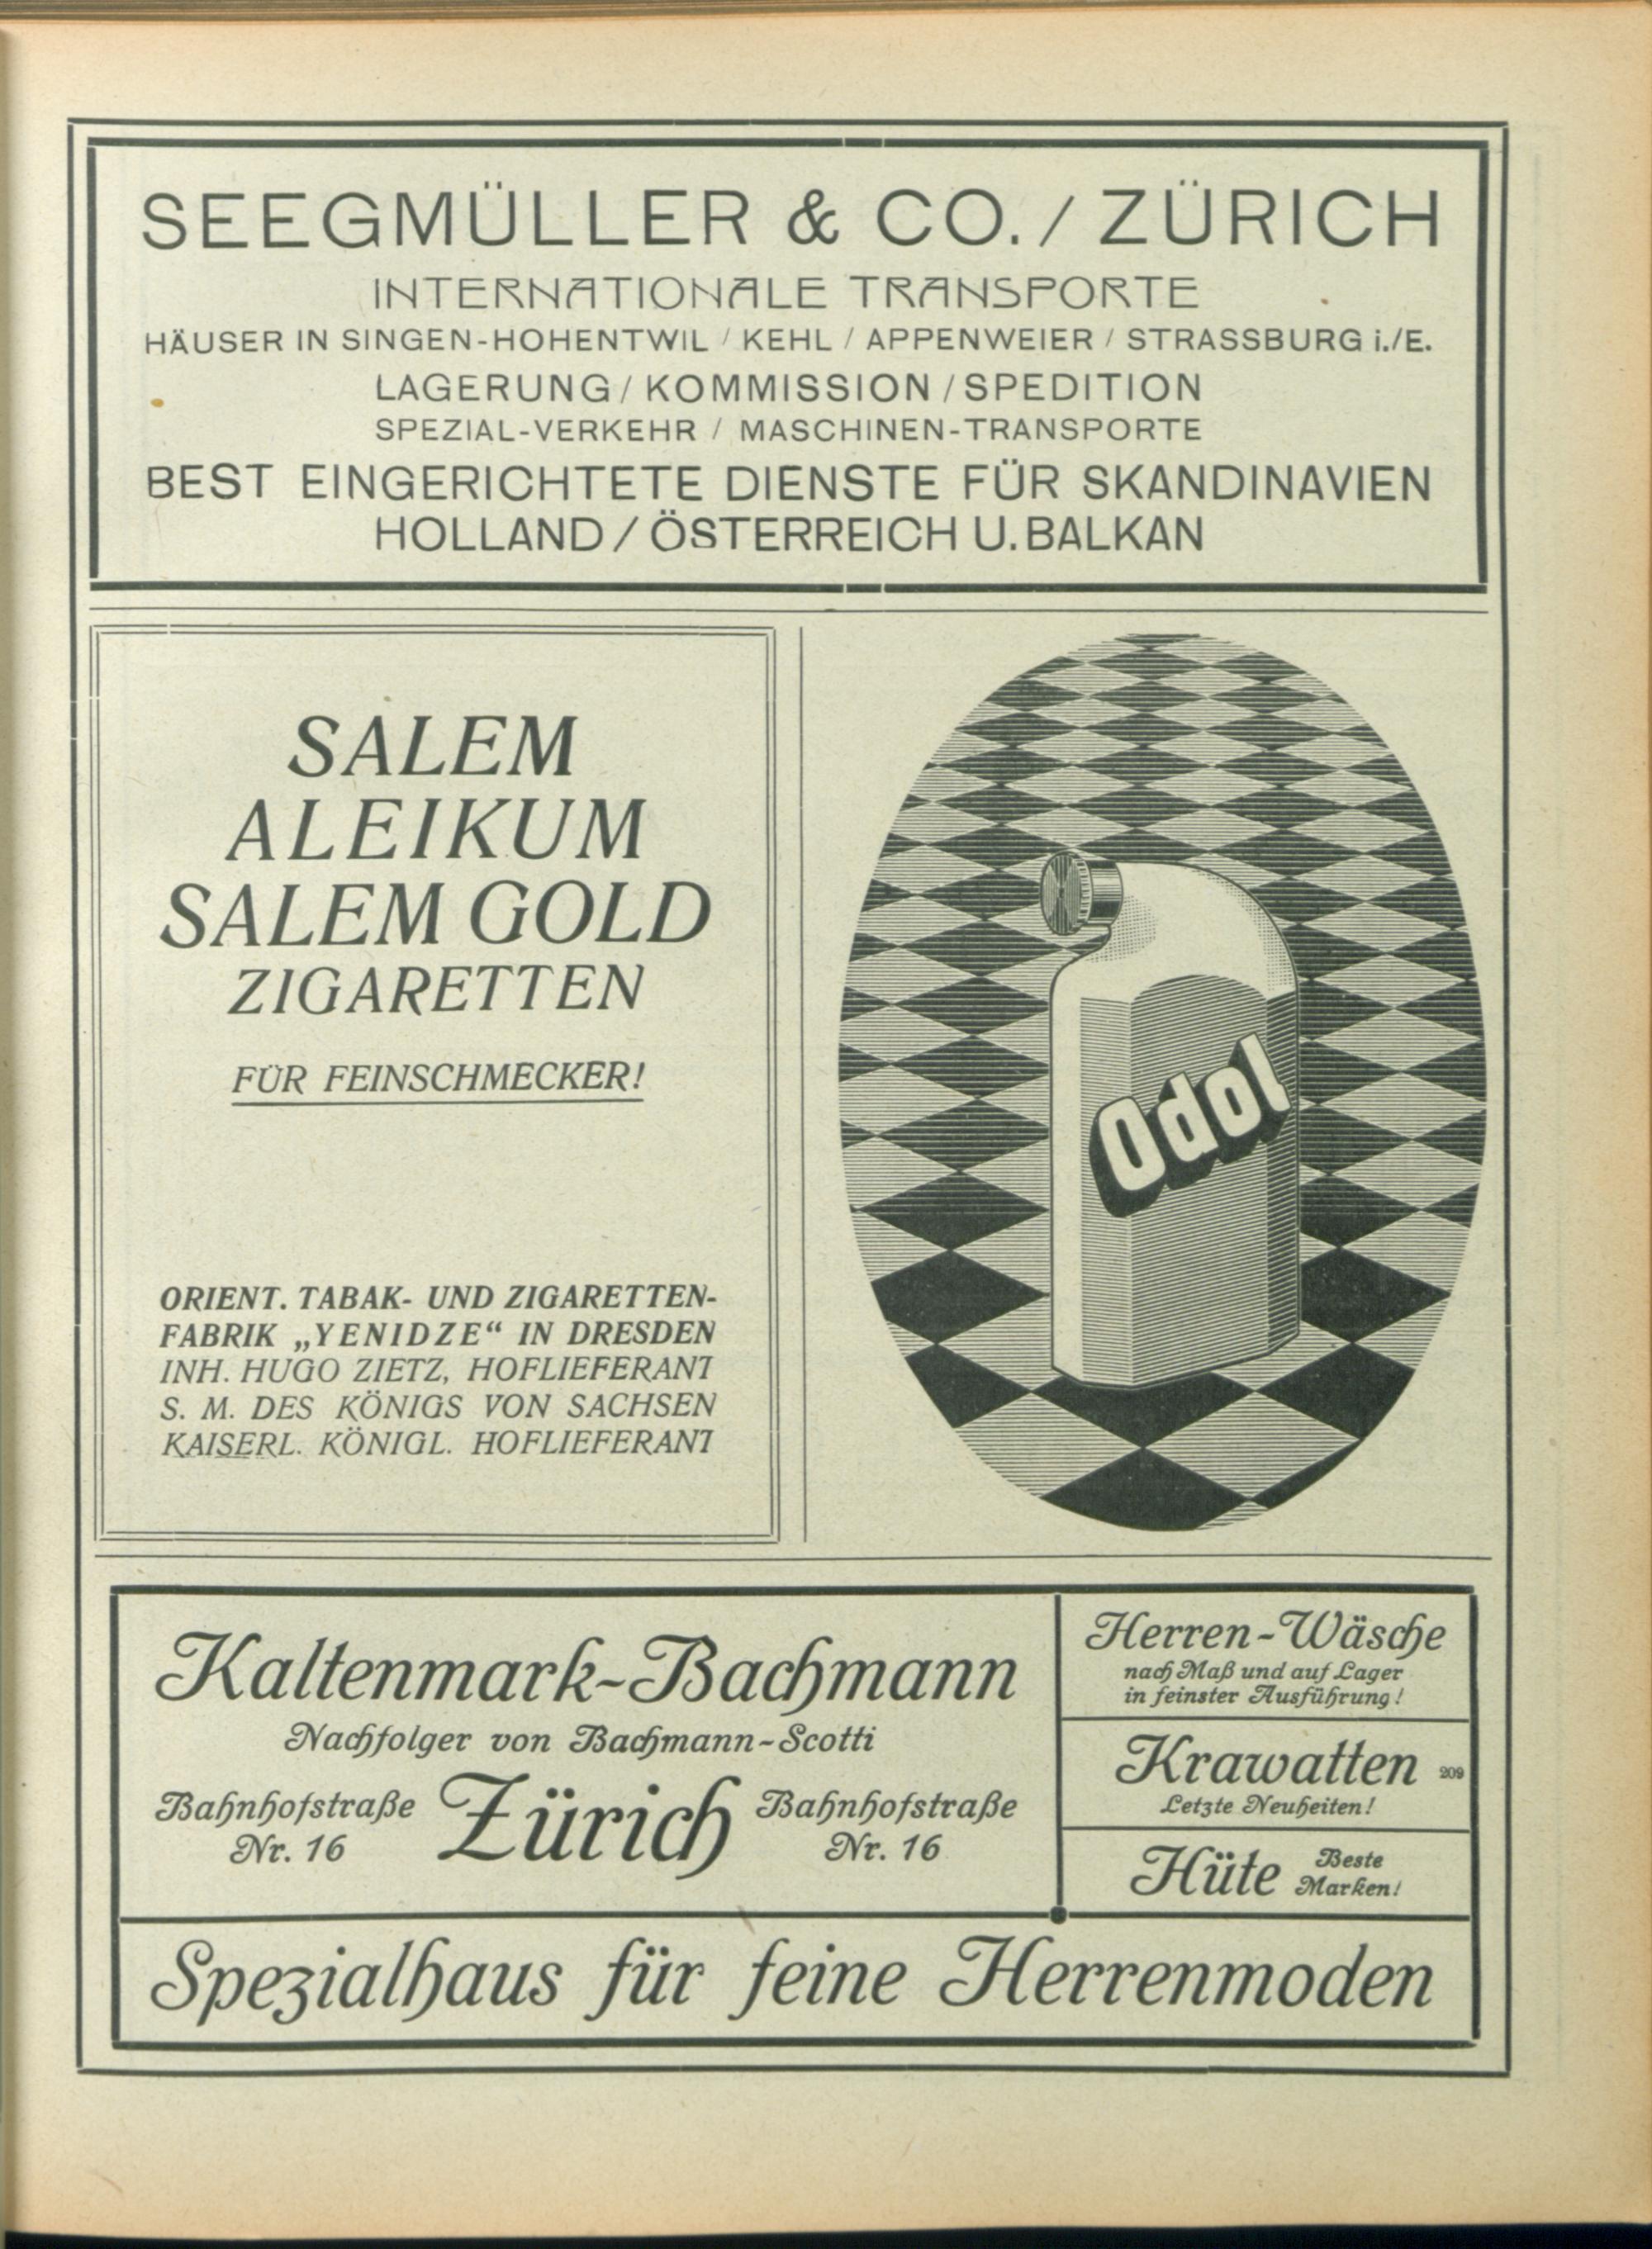 SEEGMÜLLER & CO. / ZÜRICH
INTERNATIONALE TRANSPORTE
HÄUSER IN SINGEN-HOHENTWIL / KEHL / APPENWEIER / STRASSBURG i./E.
LAGERUNG / KOMMISSION / SPEDITION
SPEZIAL-VERKEHR / MASCHINEN-TRANSPORTE
BEST EINGERICHTETE DIENSTE FÜR SKANDINAVIEN
HOLLAND / ÖSTERREICH U. BALKAN
SALEM
ALEIKUM
SALEM GOLD
ZIGARETTEN
FÜR FEINSCHMECKER!
ORIENT. TABAK- UND ZIGARETTEN-
FABRIK „YENIDZE“ IN DRESDEN
INH. HUGO ZIETZ, HOFLIEFERANT
S. M. DES KÖNIGS VON SACHSEN
KAISERL. KÖNIGL. HOFLIEFERANT
Odol
Kaltenmark-Bachmann
Nachfolger von Bachmann-Scotti
Bahnhofstraße
Nr. 16
Zürich
Bahnhofstraße
Nr. 16
Herren-Wäsche
nach Maß und auf Lager
in feinster Ausführung!
Krawatten
209
Letzte Neuheiten!
Hüte
Beste
Marken!
Spezialhaus für feine Herrenmoden